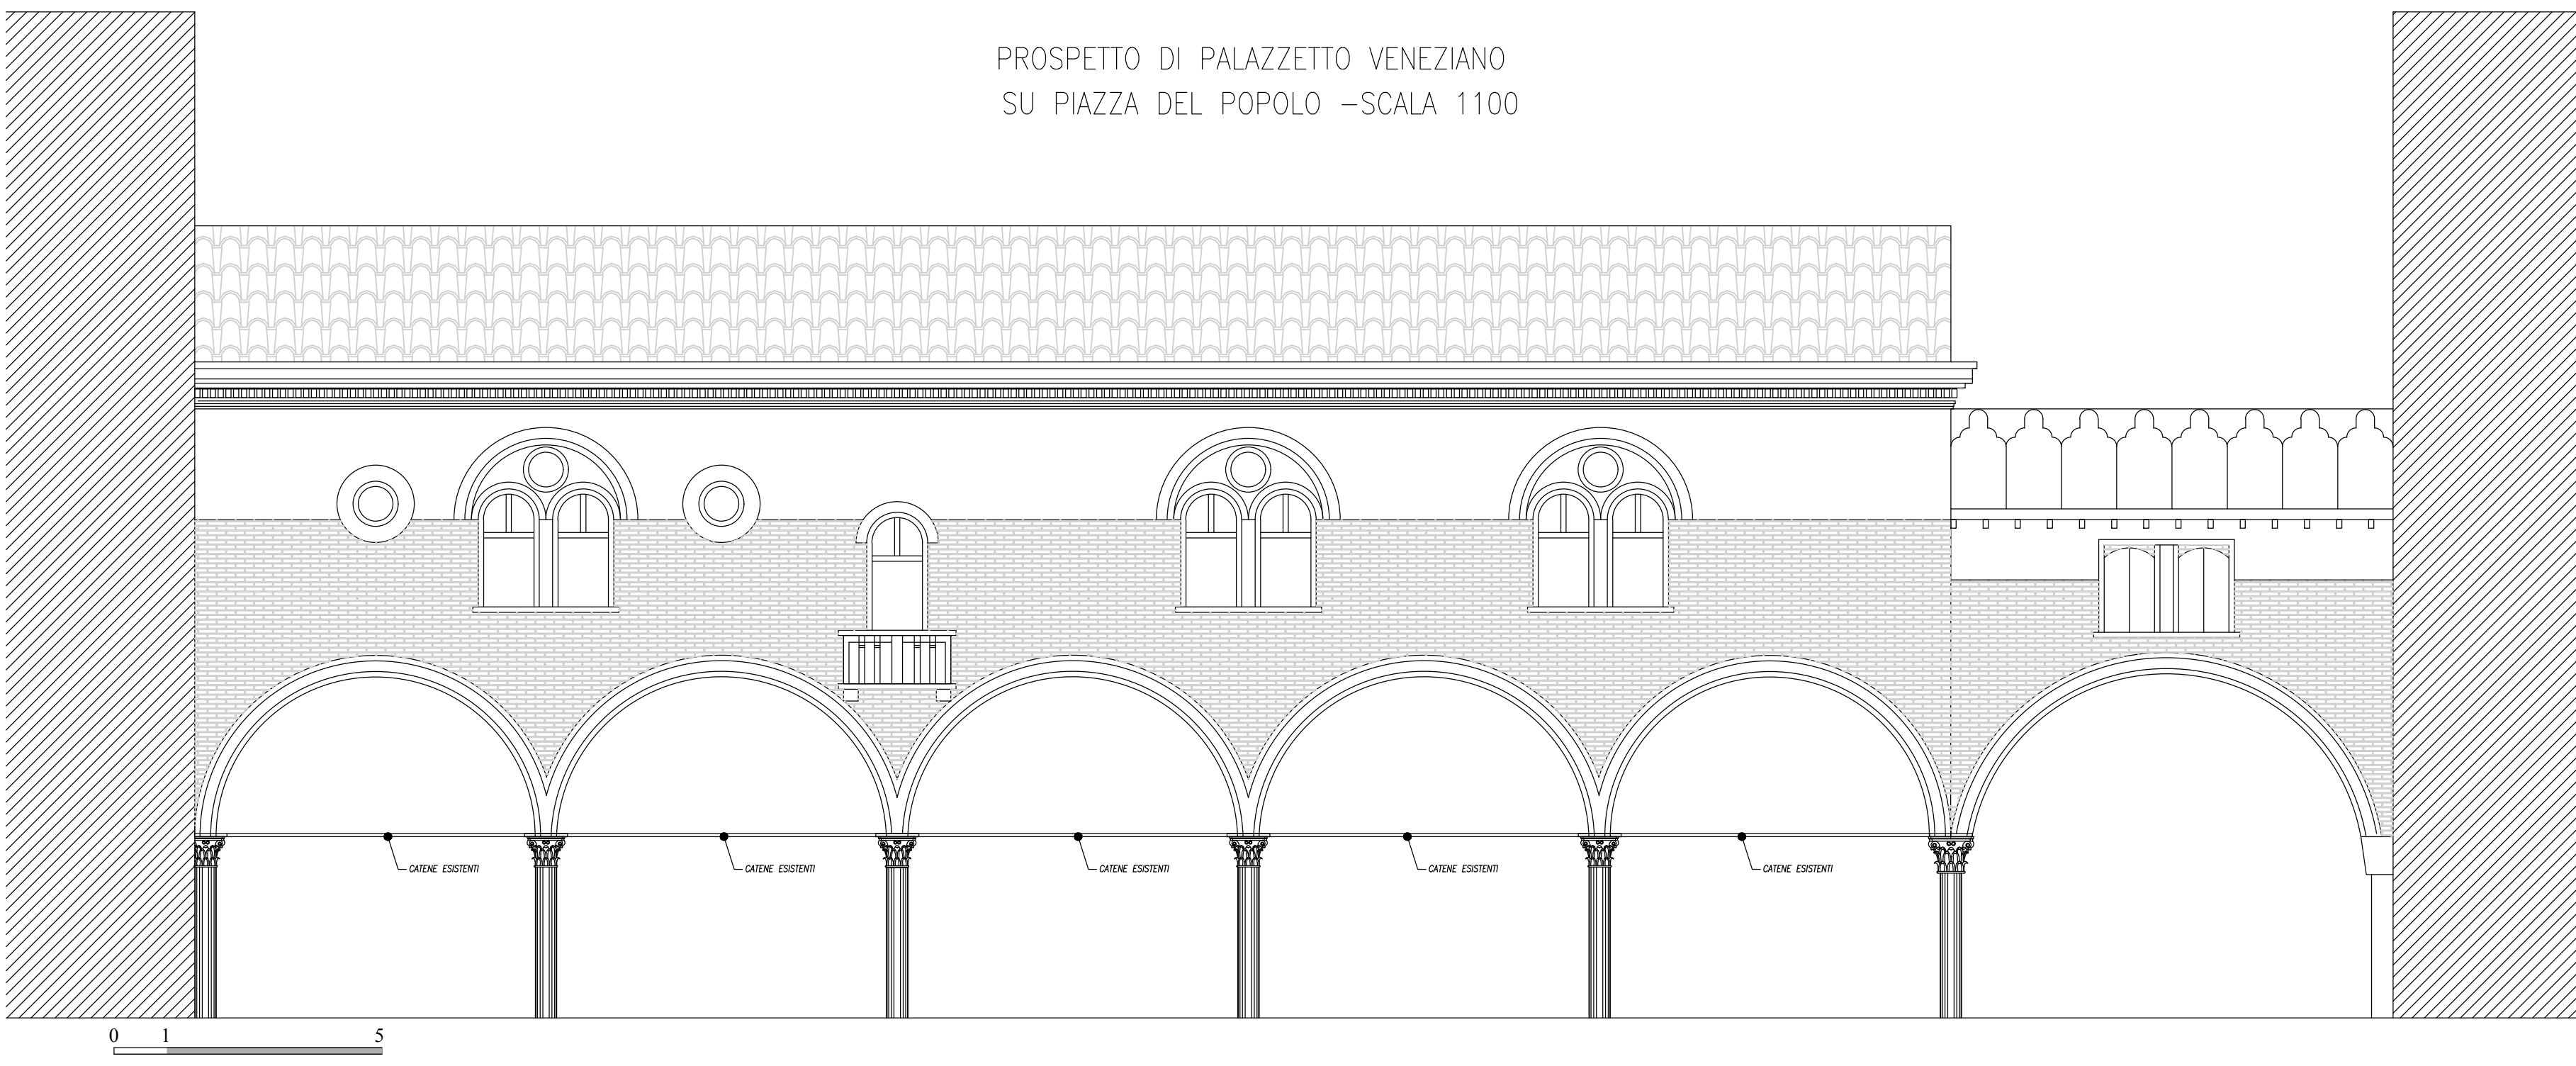 PROSPETTO DI PALAZZETTO VENEZIANO
SU PIAZZA DEL POPOLO -SCALA 1100
CATENE ESISTENTI
CATENE ESISTENTI
CATENE ESISTENTI
CATENE ESISTENTI
CATENE ESISTENTI
0 1 5